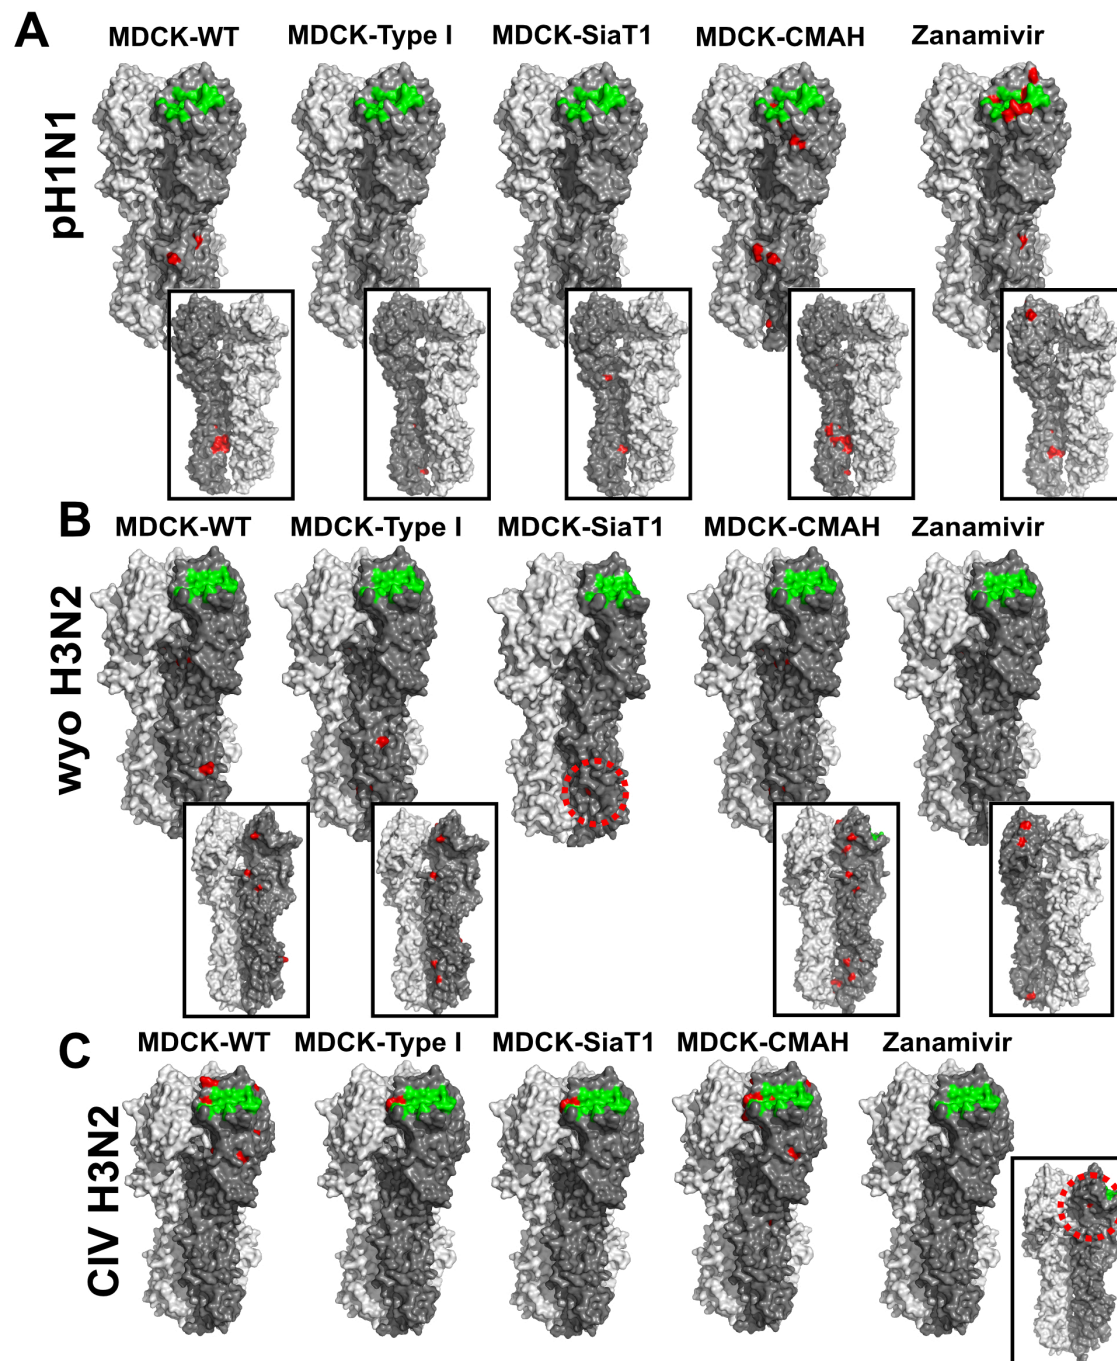 A
MDCK-WT MDCK-Type I MDCK-SiaT1 MDCK-CMAH Zanamivir
pH1N1
B
MDCK-WT MDCK-Type I MDCK-SiaT1 MDCK-CMAH Zanamivir
wyo H3N2
C
MDCK-WT MDCK-Type I MDCK-SiaT1 MDCK-CMAH Zanamivir
CIV H3N2